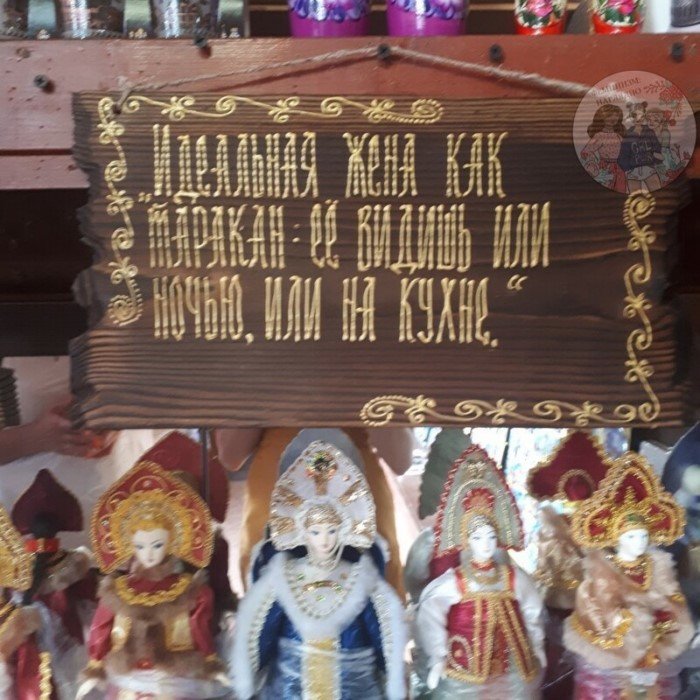 „Идеальная жена как
таракан: её видишь или
ночью, или на кухне.“